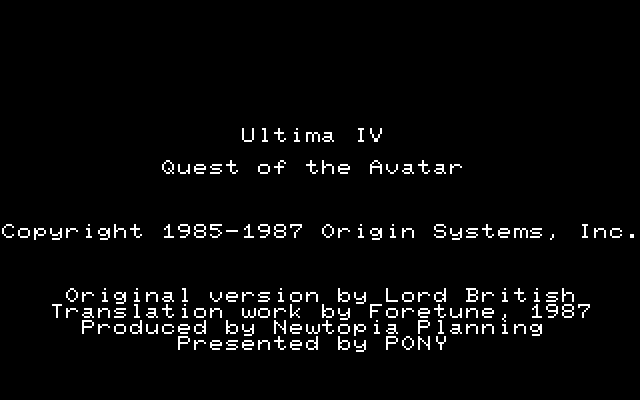 Ultima IV
Quest of the Avatar
Copyright 1985-1987 Origin Systems, Inc.
Original version by Lord British
Translation work by Foretune, 1987
Produced by Newtopia Planning
Presented by PONY